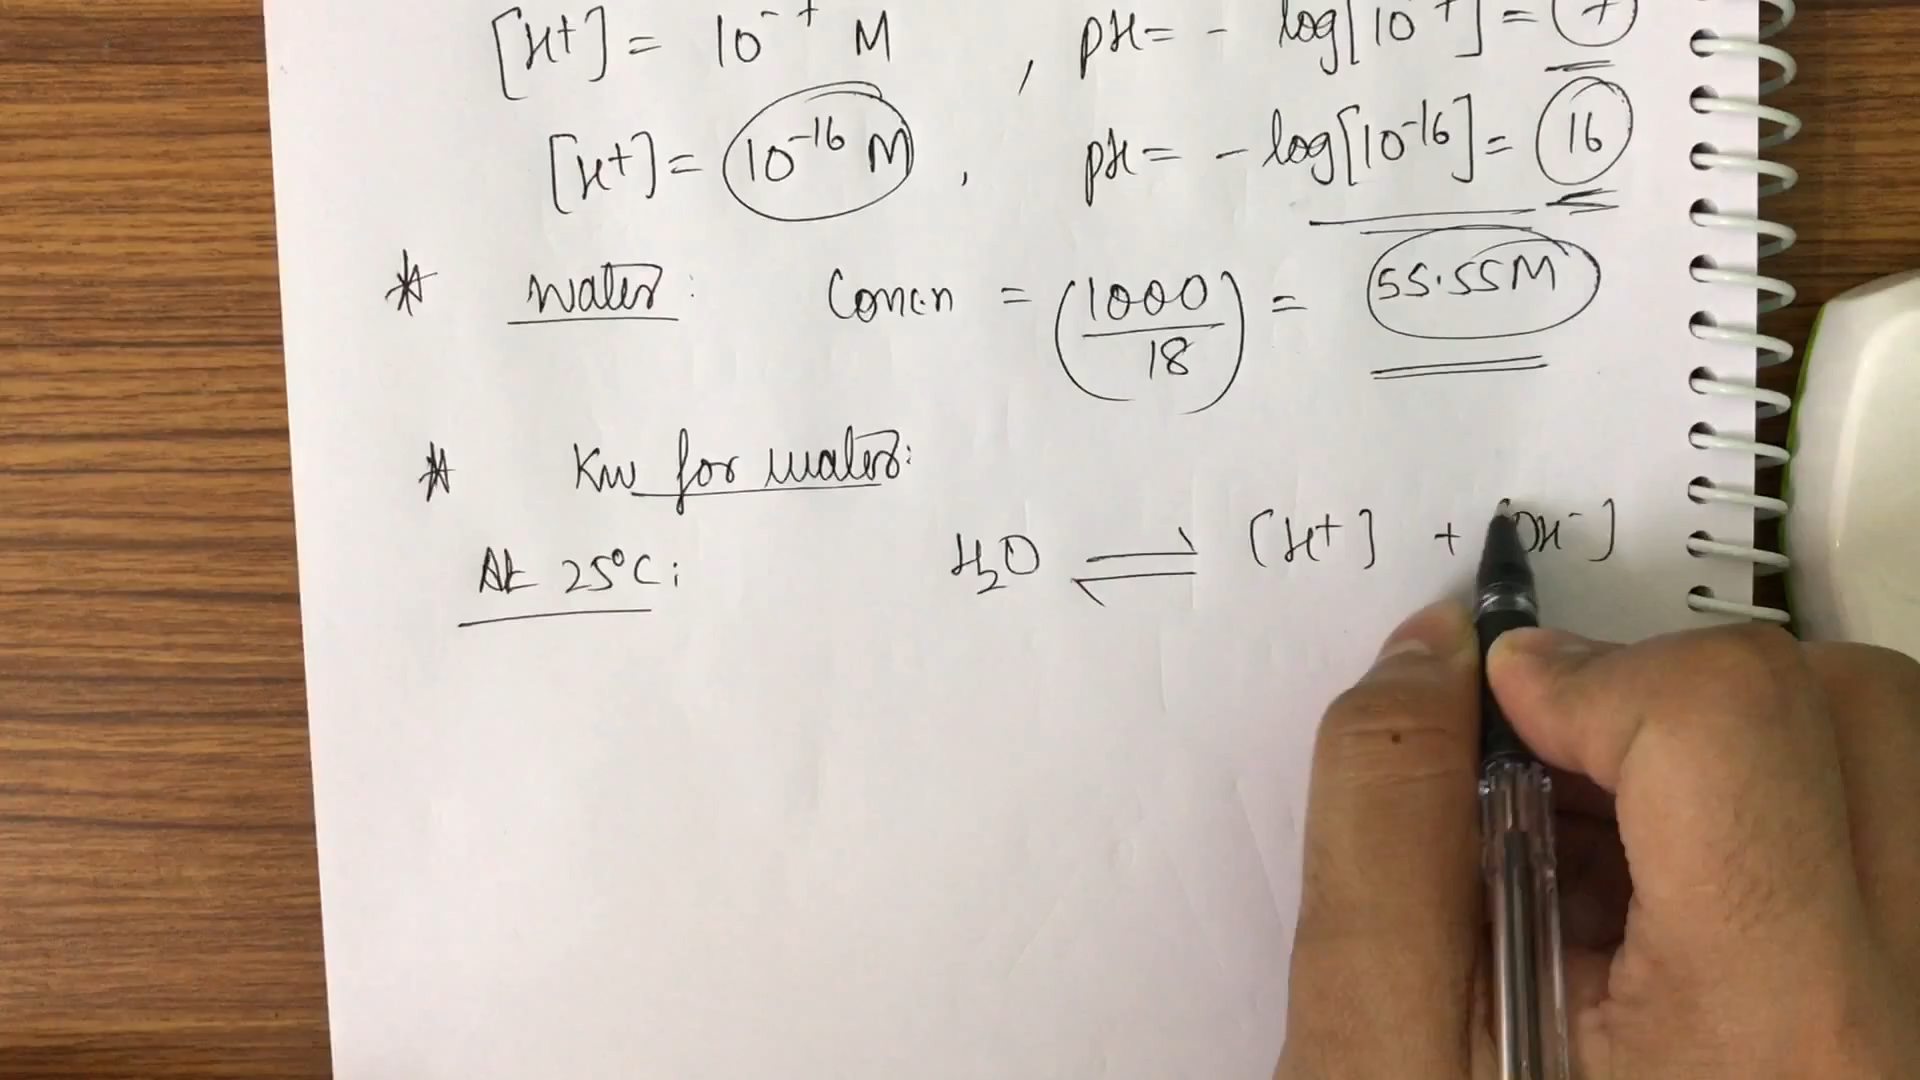 [H+] = 10⁻⁷ M , pH = - log[10⁻⁷] = 7
[H+] = 10⁻¹⁶ M , pH = - log[10⁻¹⁶] = 16
* Water: Concn = (1000/18) = 55.55M
* Kw for water:
At 25°C: H₂O ⇌ [H+] + [OH⁻]